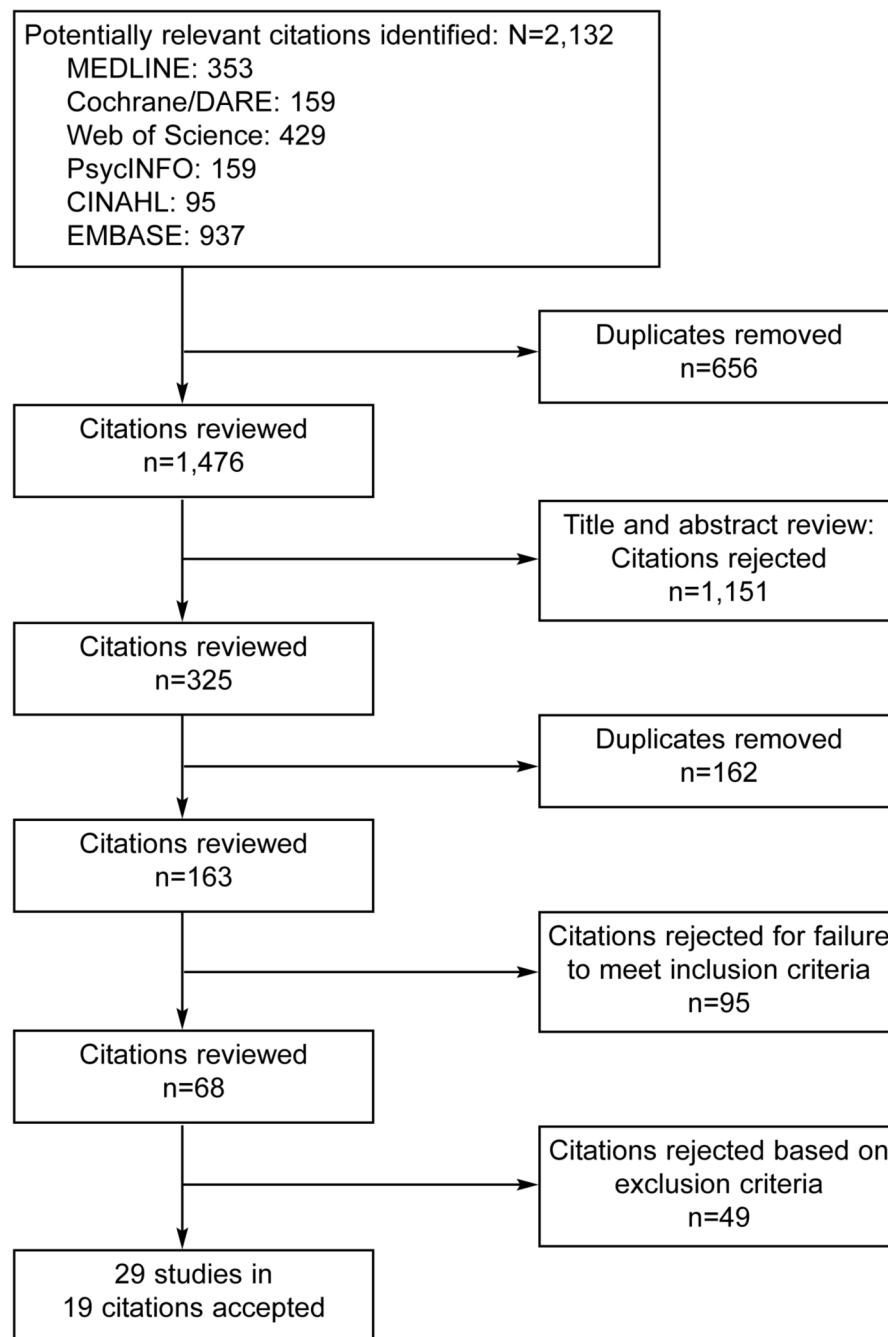 Potentially relevant citations identified: N=2,132
MEDLINE: 353
Cochrane/DARE: 159
Web of Science: 429
PsycINFO: 159
CINAHL: 95
EMBASE: 937
Duplicates removed
n=656
Citations reviewed
n=1,476
Title and abstract review:
Citations rejected
n=1,151
Citations reviewed
n=325
Duplicates removed
n=162
Citations reviewed
n=163
Citations rejected for failure
to meet inclusion criteria
n=95
Citations reviewed
n=68
Citations rejected based on
exclusion criteria
n=49
29 studies in
19 citations accepted